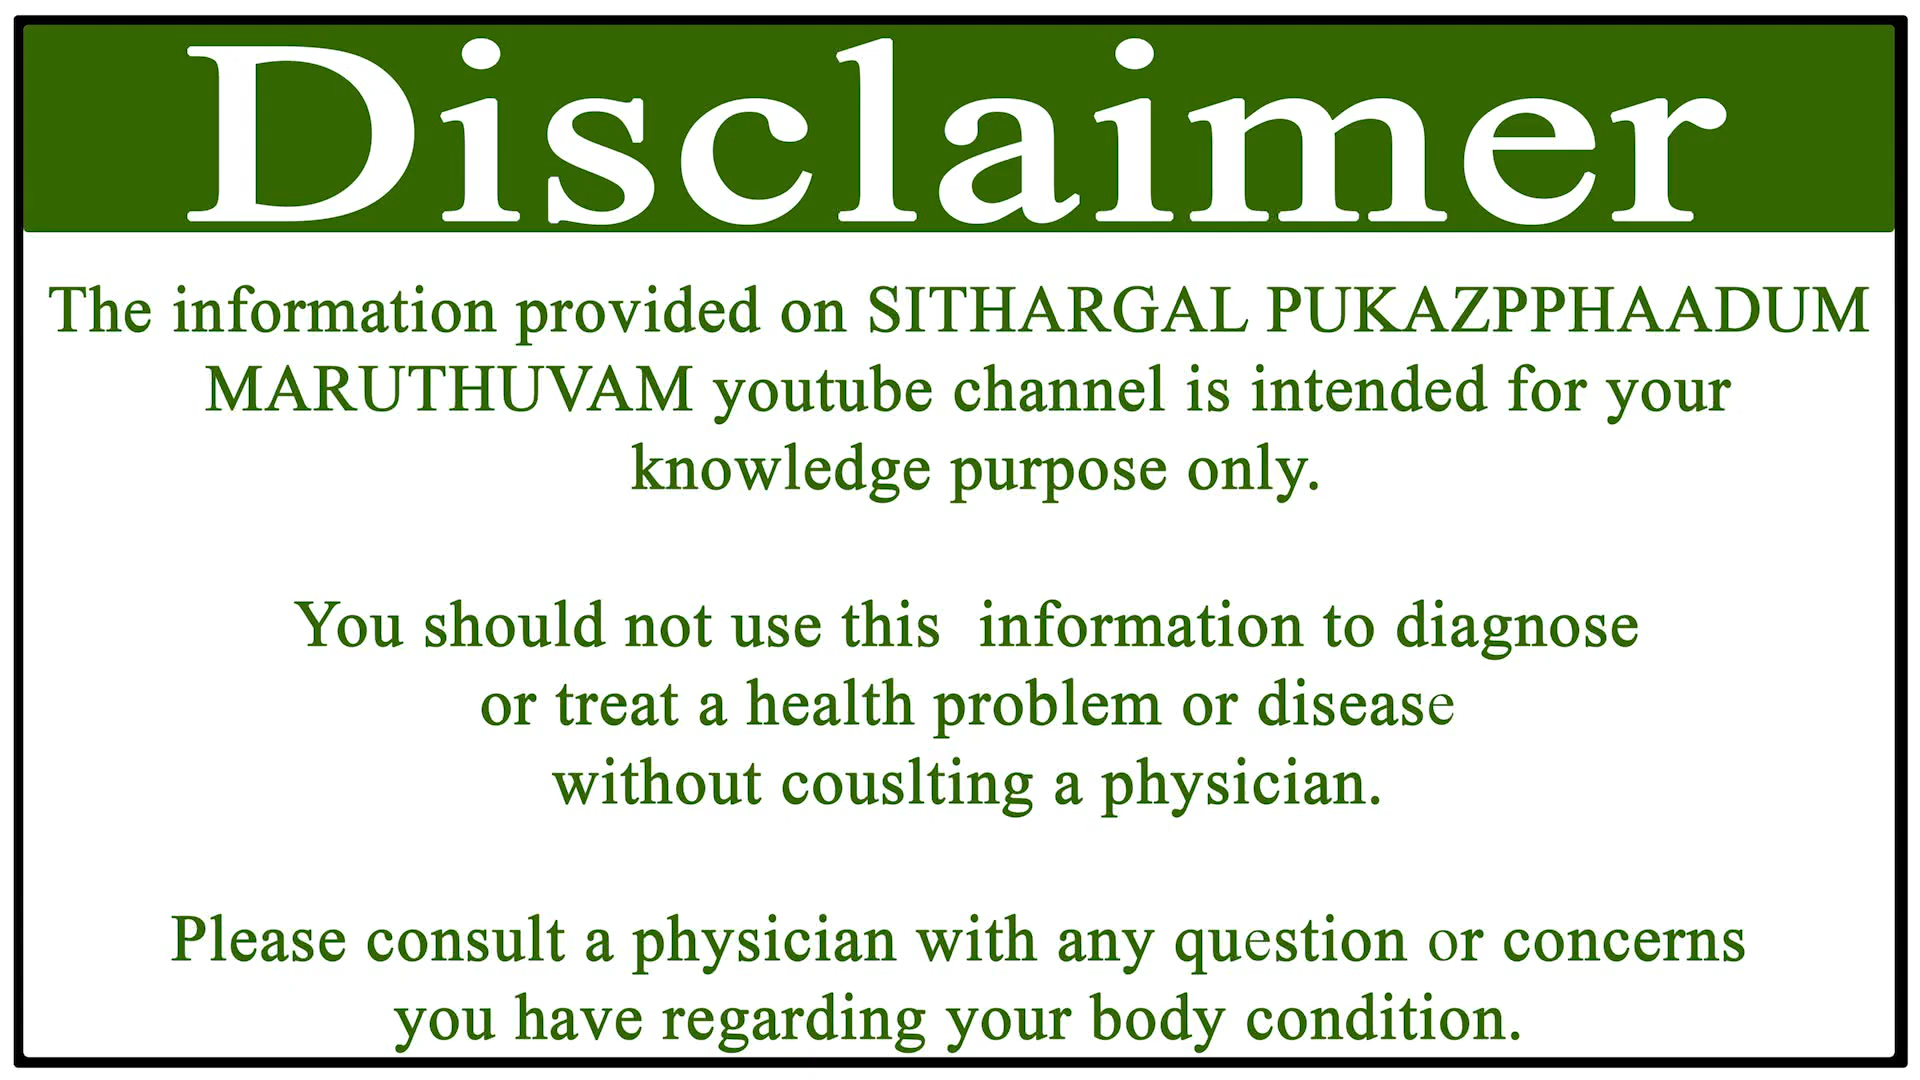 Disclaimer
The information provided on SITHARGAL PUKAZPPHAADUM
MARUTHUVAM youtube channel is intended for your
knowledge purpose only.
You should not use this  information to diagnose
or treat a health problem or disease
without couslting a physician.
Please consult a physician with any question or concerns
you have regarding your body condition.